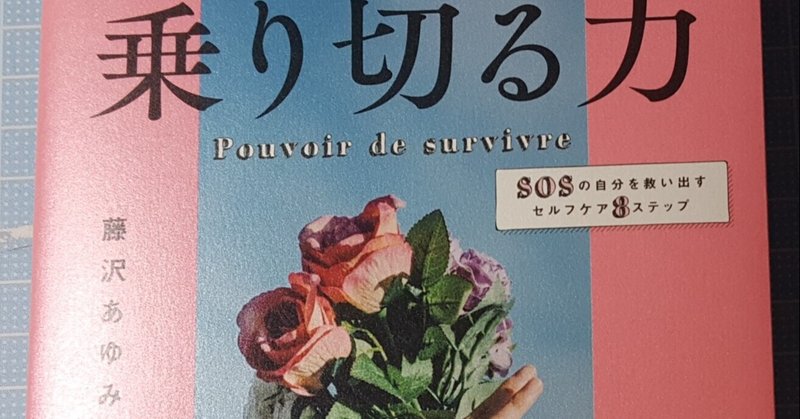 乗り切る力
Pouvoir de survivre
SOSの自分を救い出す
セルフケア8ステップ
藤沢あゆみ